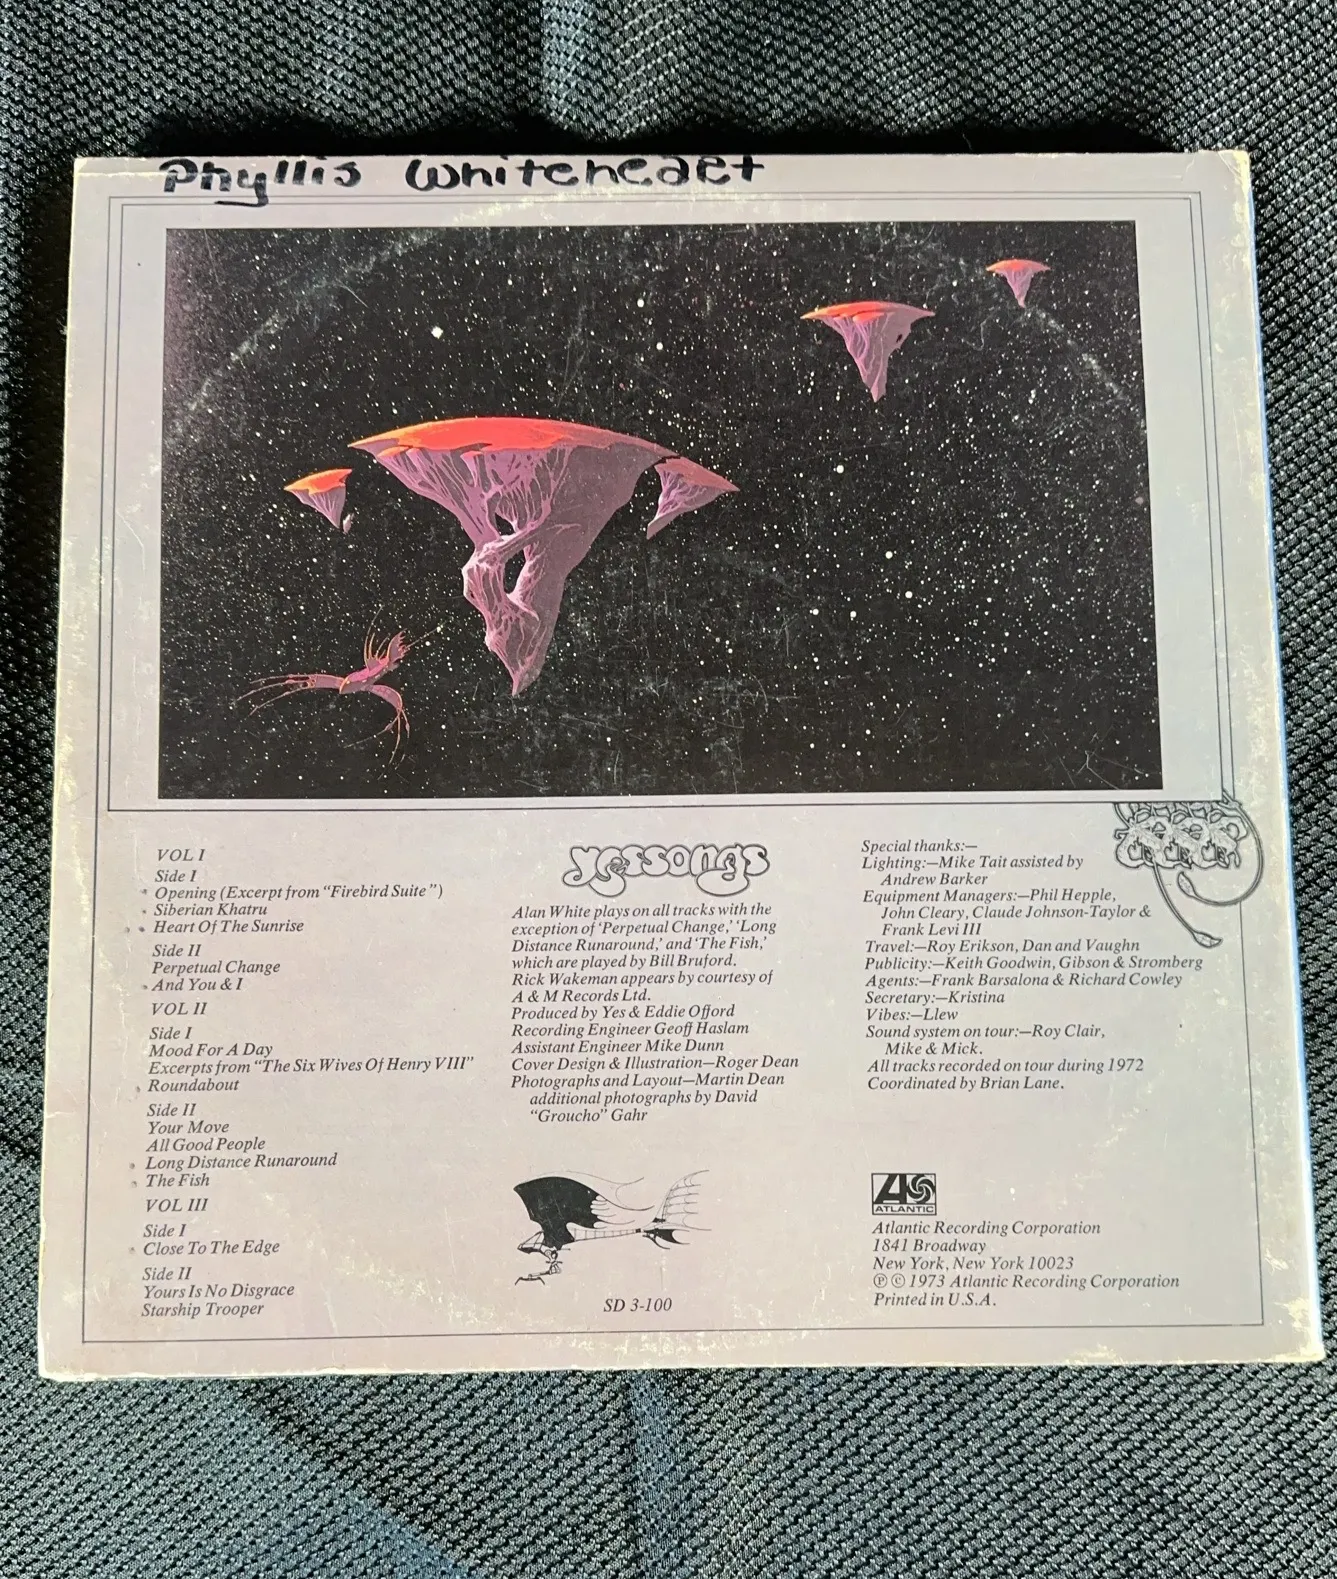 Phyllis Whiteheart
VOL I
Side I
Opening (Excerpt from "Firebird Suite")
Siberian Khatru
Heart Of The Sunrise
Side II
Perpetual Change
And You & I
VOL II
Side I
Mood For A Day
Excerpts from "The Six Wives Of Henry VIII"
Roundabout
Side II
Your Move
All Good People
Long Distance Runaround
The Fish
VOL III
Side I
Close To The Edge
Side II
Yours Is No Disgrace
Starship Trooper
yessongs
Alan White plays on all tracks with the
exception of 'Perpetual Change,' 'Long
Distance Runaround,' and 'The Fish,'
which are played by Bill Bruford.
Rick Wakeman appears by courtesy of
A & M Records Ltd.
Produced by Yes & Eddie Offord
Recording Engineer Geoff Haslam
Assistant Engineer Mike Dunn
Cover Design & Illustration—Roger Dean
Photographs and Layout—Martin Dean
additional photographs by David
"Groucho" Gahr
SD 3-100
Special thanks:—
Lighting:—Mike Tait assisted by
Andrew Barker
Equipment Managers:—Phil Hepple,
John Cleary, Claude Johnson-Taylor &
Frank Levi III
Travel:—Roy Erikson, Dan and Vaughn
Publicity:—Keith Goodwin, Gibson & Stromberg
Agents:—Frank Barsalona & Richard Cowley
Secretary:—Kristina
Vibes:—Llew
Sound system on tour:—Roy Clair,
Mike & Mick.
All tracks recorded on tour during 1972
Coordinated by Brian Lane.
ATLANTIC
Atlantic Recording Corporation
1841 Broadway
New York, New York 10023
℗ © 1973 Atlantic Recording Corporation
Printed in U.S.A.